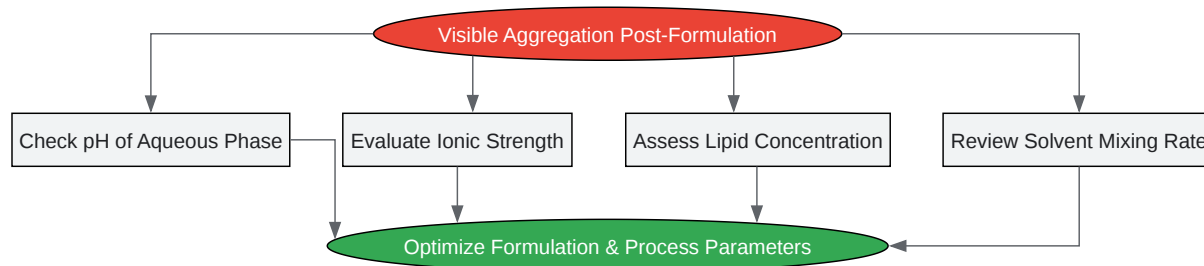 Visible Aggregation Post-Formulation
Check pH of Aqueous Phase
Evaluate Ionic Strength
Assess Lipid Concentration
Review Solvent Mixing Rate
Optimize Formulation & Process Parameters